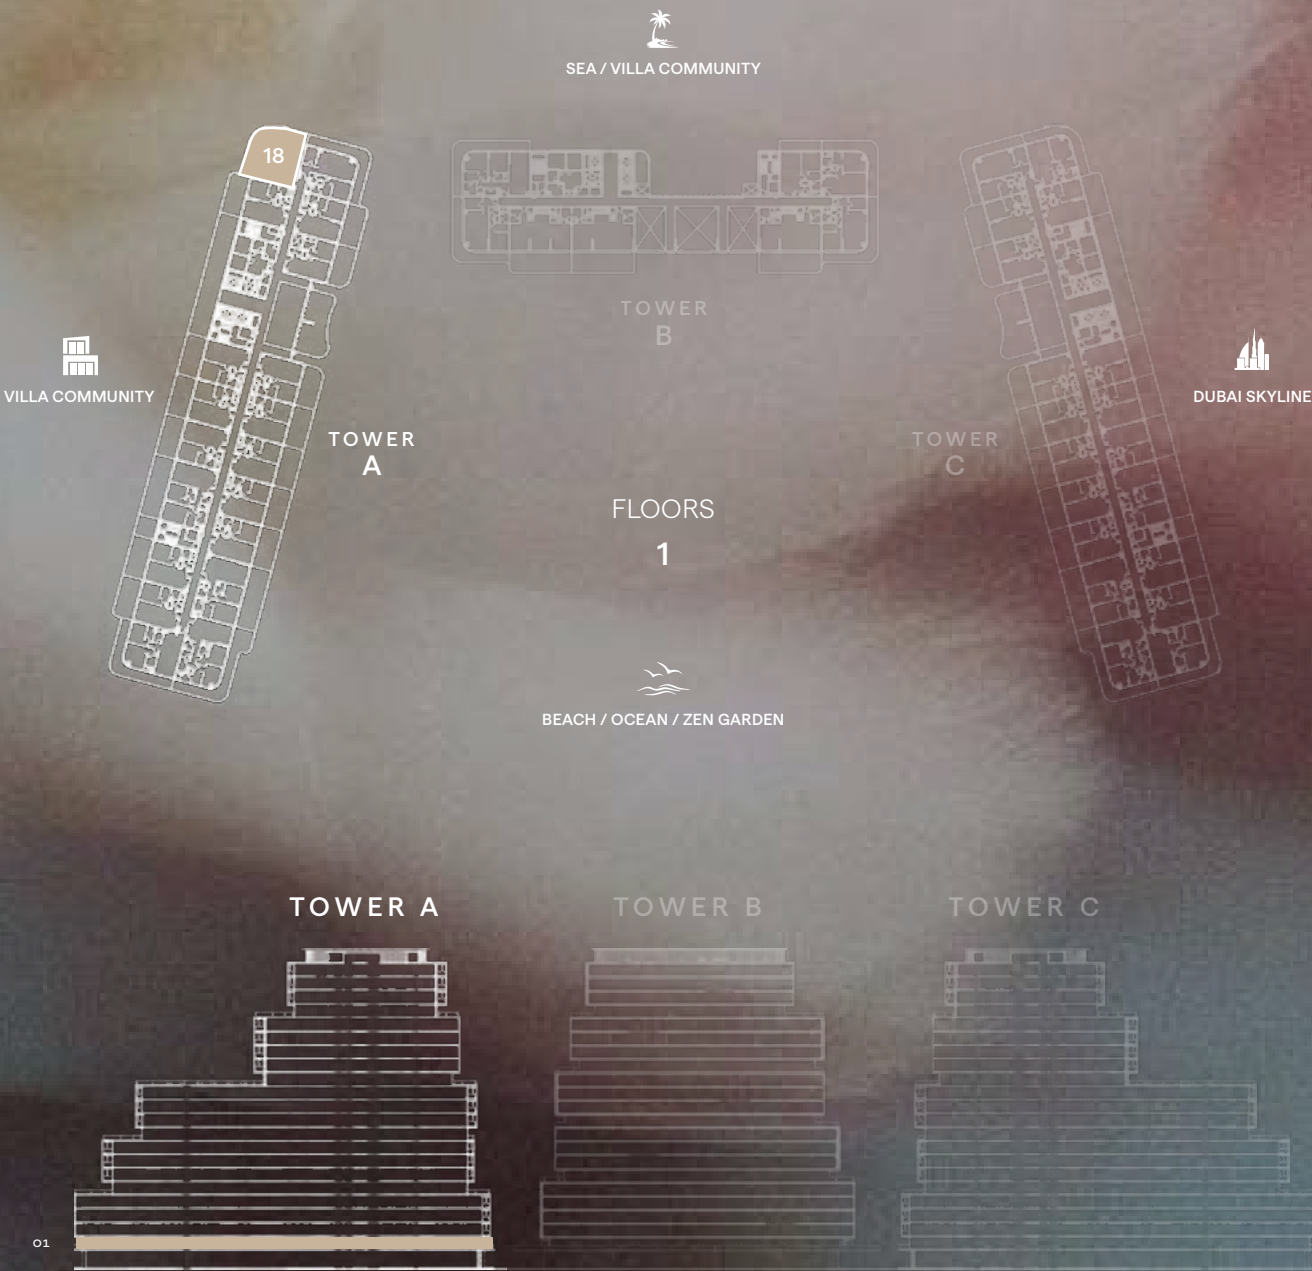 SEA / VILLA COMMUNITY
18
TOWER
B
VILLA COMMUNITY
DUBAI SKYLINE
TOWER
A
TOWER
C
FLOORS
1
BEACH / OCEAN / ZEN GARDEN
TOWER A
TOWER B
TOWER C
01